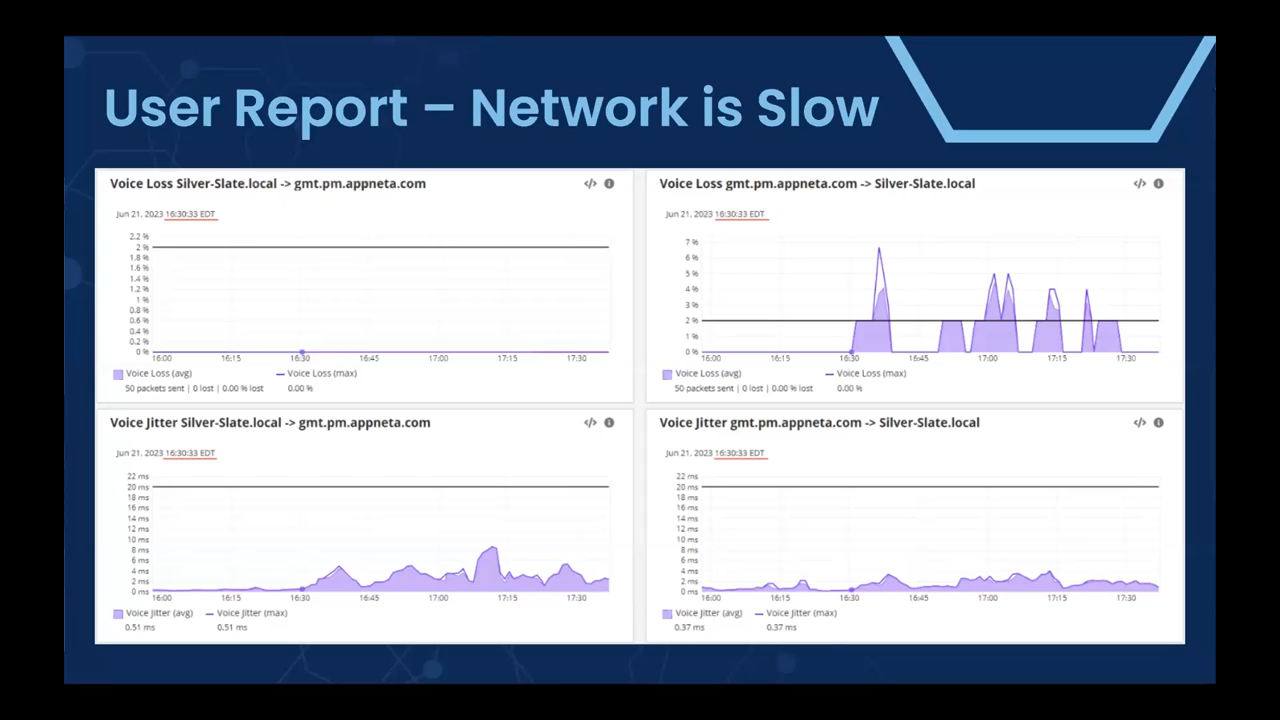 User Report – Network is Slow
Voice Loss Silver-Slate.local -> gmt.pm.appneta.com
Jun 21, 2023 16:30:33 EDT
2.2 %
2 %
1.8 %
1.6 %
1.4 %
1.2 %
1 %
0.8 %
0.6 %
0.4 %
0.2 %
0 %
16:00 16:15 16:30 16:45 17:00 17:15 17:30
Voice Loss (avg) Voice Loss (max)
50 packets sent | 0 lost | 0.00 % lost 0.00 %
Voice Loss gmt.pm.appneta.com -> Silver-Slate.local
Jun 21, 2023 16:30:33 EDT
7 %
6 %
5 %
4 %
3 %
2 %
1 %
0 %
16:00 16:15 16:30 16:45 17:00 17:15 17:30
Voice Loss (avg) Voice Loss (max)
50 packets sent | 0 lost | 0.00 % lost 0.00 %
Voice Jitter Silver-Slate.local -> gmt.pm.appneta.com
Jun 21, 2023 16:30:33 EDT
22 ms
20 ms
18 ms
16 ms
14 ms
12 ms
10 ms
8 ms
6 ms
4 ms
2 ms
0 ms
16:00 16:15 16:30 16:45 17:00 17:15 17:30
Voice Jitter (avg) Voice Jitter (max)
0.51 ms 0.51 ms
Voice Jitter gmt.pm.appneta.com -> Silver-Slate.local
Jun 21, 2023 16:30:33 EDT
22 ms
20 ms
18 ms
16 ms
14 ms
12 ms
10 ms
8 ms
6 ms
4 ms
2 ms
0 ms
16:00 16:15 16:30 16:45 17:00 17:15 17:30
Voice Jitter (avg) Voice Jitter (max)
0.37 ms 0.37 ms